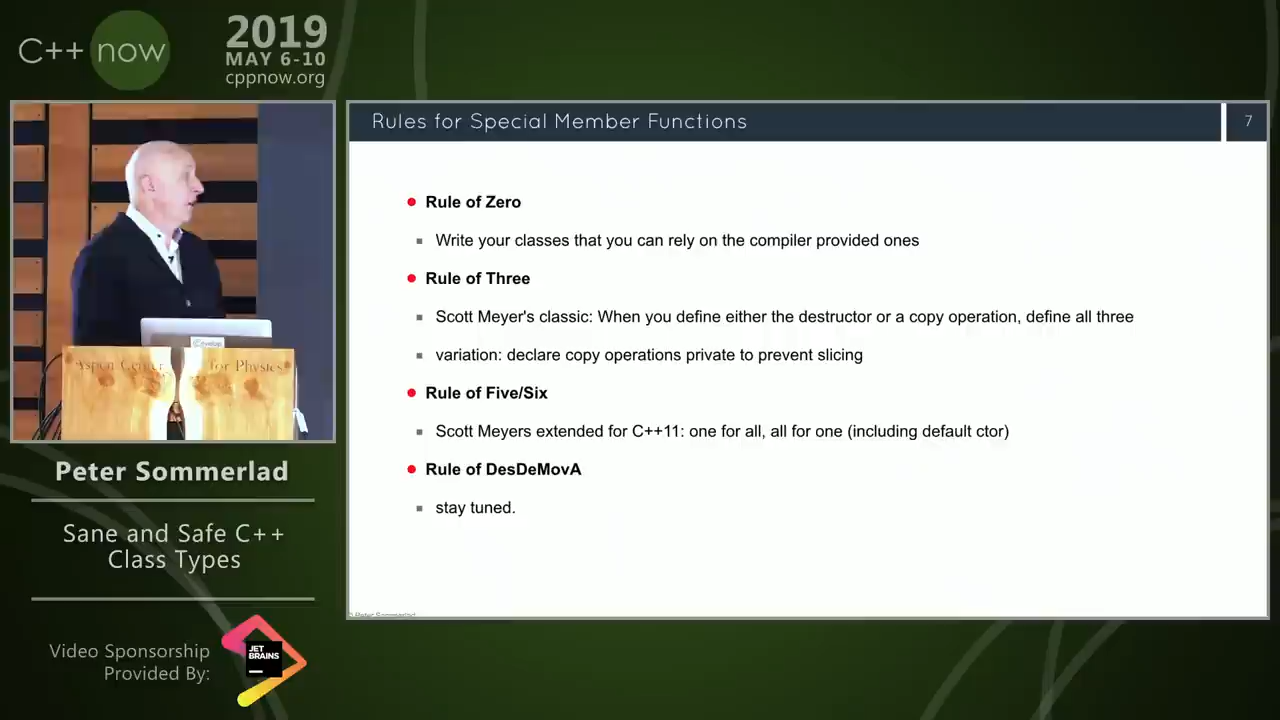 C++ now
2019
MAY 6-10
cppnow.org
Aspen Center for Physics
Peter Sommerlad
Sane and Safe C++
Class Types
Video Sponsorship
Provided By:
JET
BRAINS
Rules for Special Member Functions
7
Rule of Zero
Write your classes that you can rely on the compiler provided ones
Rule of Three
Scott Meyer's classic: When you define either the destructor or a copy operation, define all three
variation: declare copy operations private to prevent slicing
Rule of Five/Six
Scott Meyers extended for C++11: one for all, all for one (including default ctor)
Rule of DesDeMovA
stay tuned.
© Peter Sommerlad